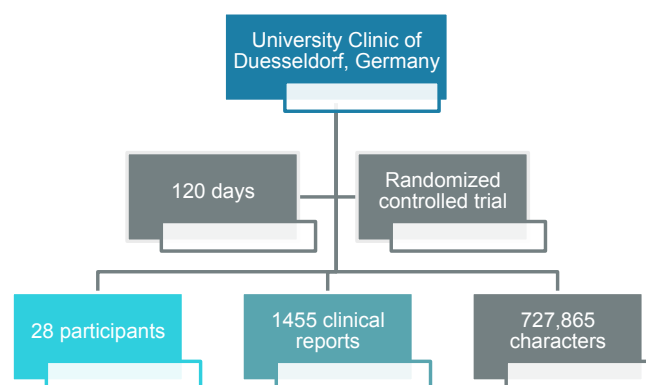 University Clinic of
Duesseldorf, Germany
120 days
Randomized
controlled trial
28 participants
1455 clinical
reports
727,865
characters